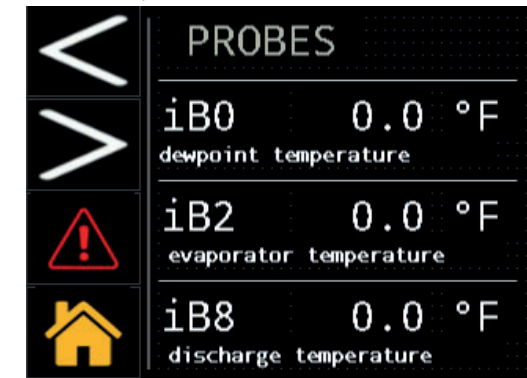 PROBES
iB0 0.0 °F
dewpoint temperature
iB2 0.0 °F
evaporator temperature
iB8 0.0 °F
discharge temperature